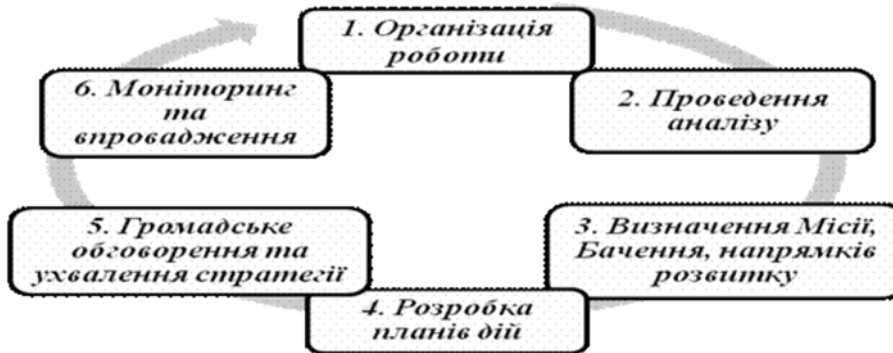 1. Організація
роботи
2. Проведення
аналізу
3. Визначення Місії,
Бачення, напрямків
розвитку
4. Розробка
планів дій
5. Громадське
обговорення та
ухвалення стратегії
6. Моніторинг
та
впровадження